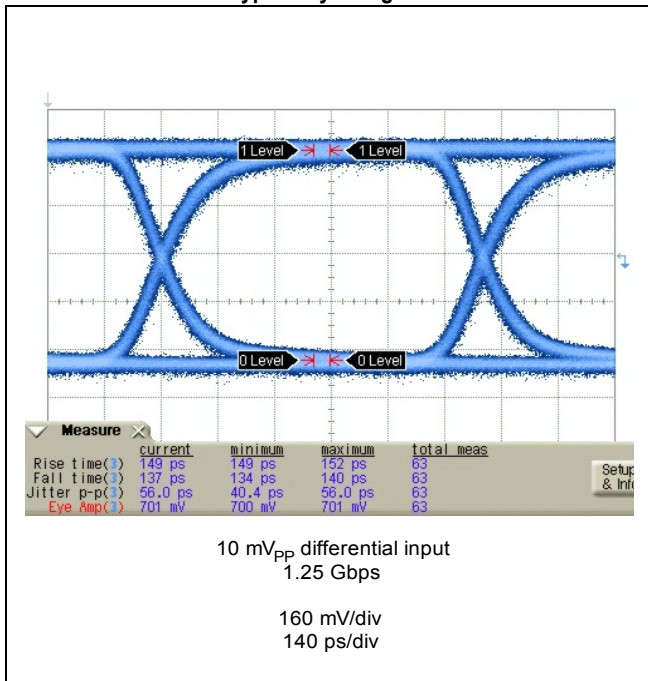 1 Level 1 Level
0 Level 0 Level
Measure
current minimum maximum total meas
Rise time(3) 149 ps 149 ps 152 ps 63
Fall time(3) 137 ps 134 ps 140 ps 63
Jitter p-p(3) 56.0 ps 40.4 ps 56.0 ps 63
Eye Amp(3) 701 mV 700 mV 701 mV 63
Setup
& Info
10 mVPP differential input
1.25 Gbps
160 mV/div
140 ps/div